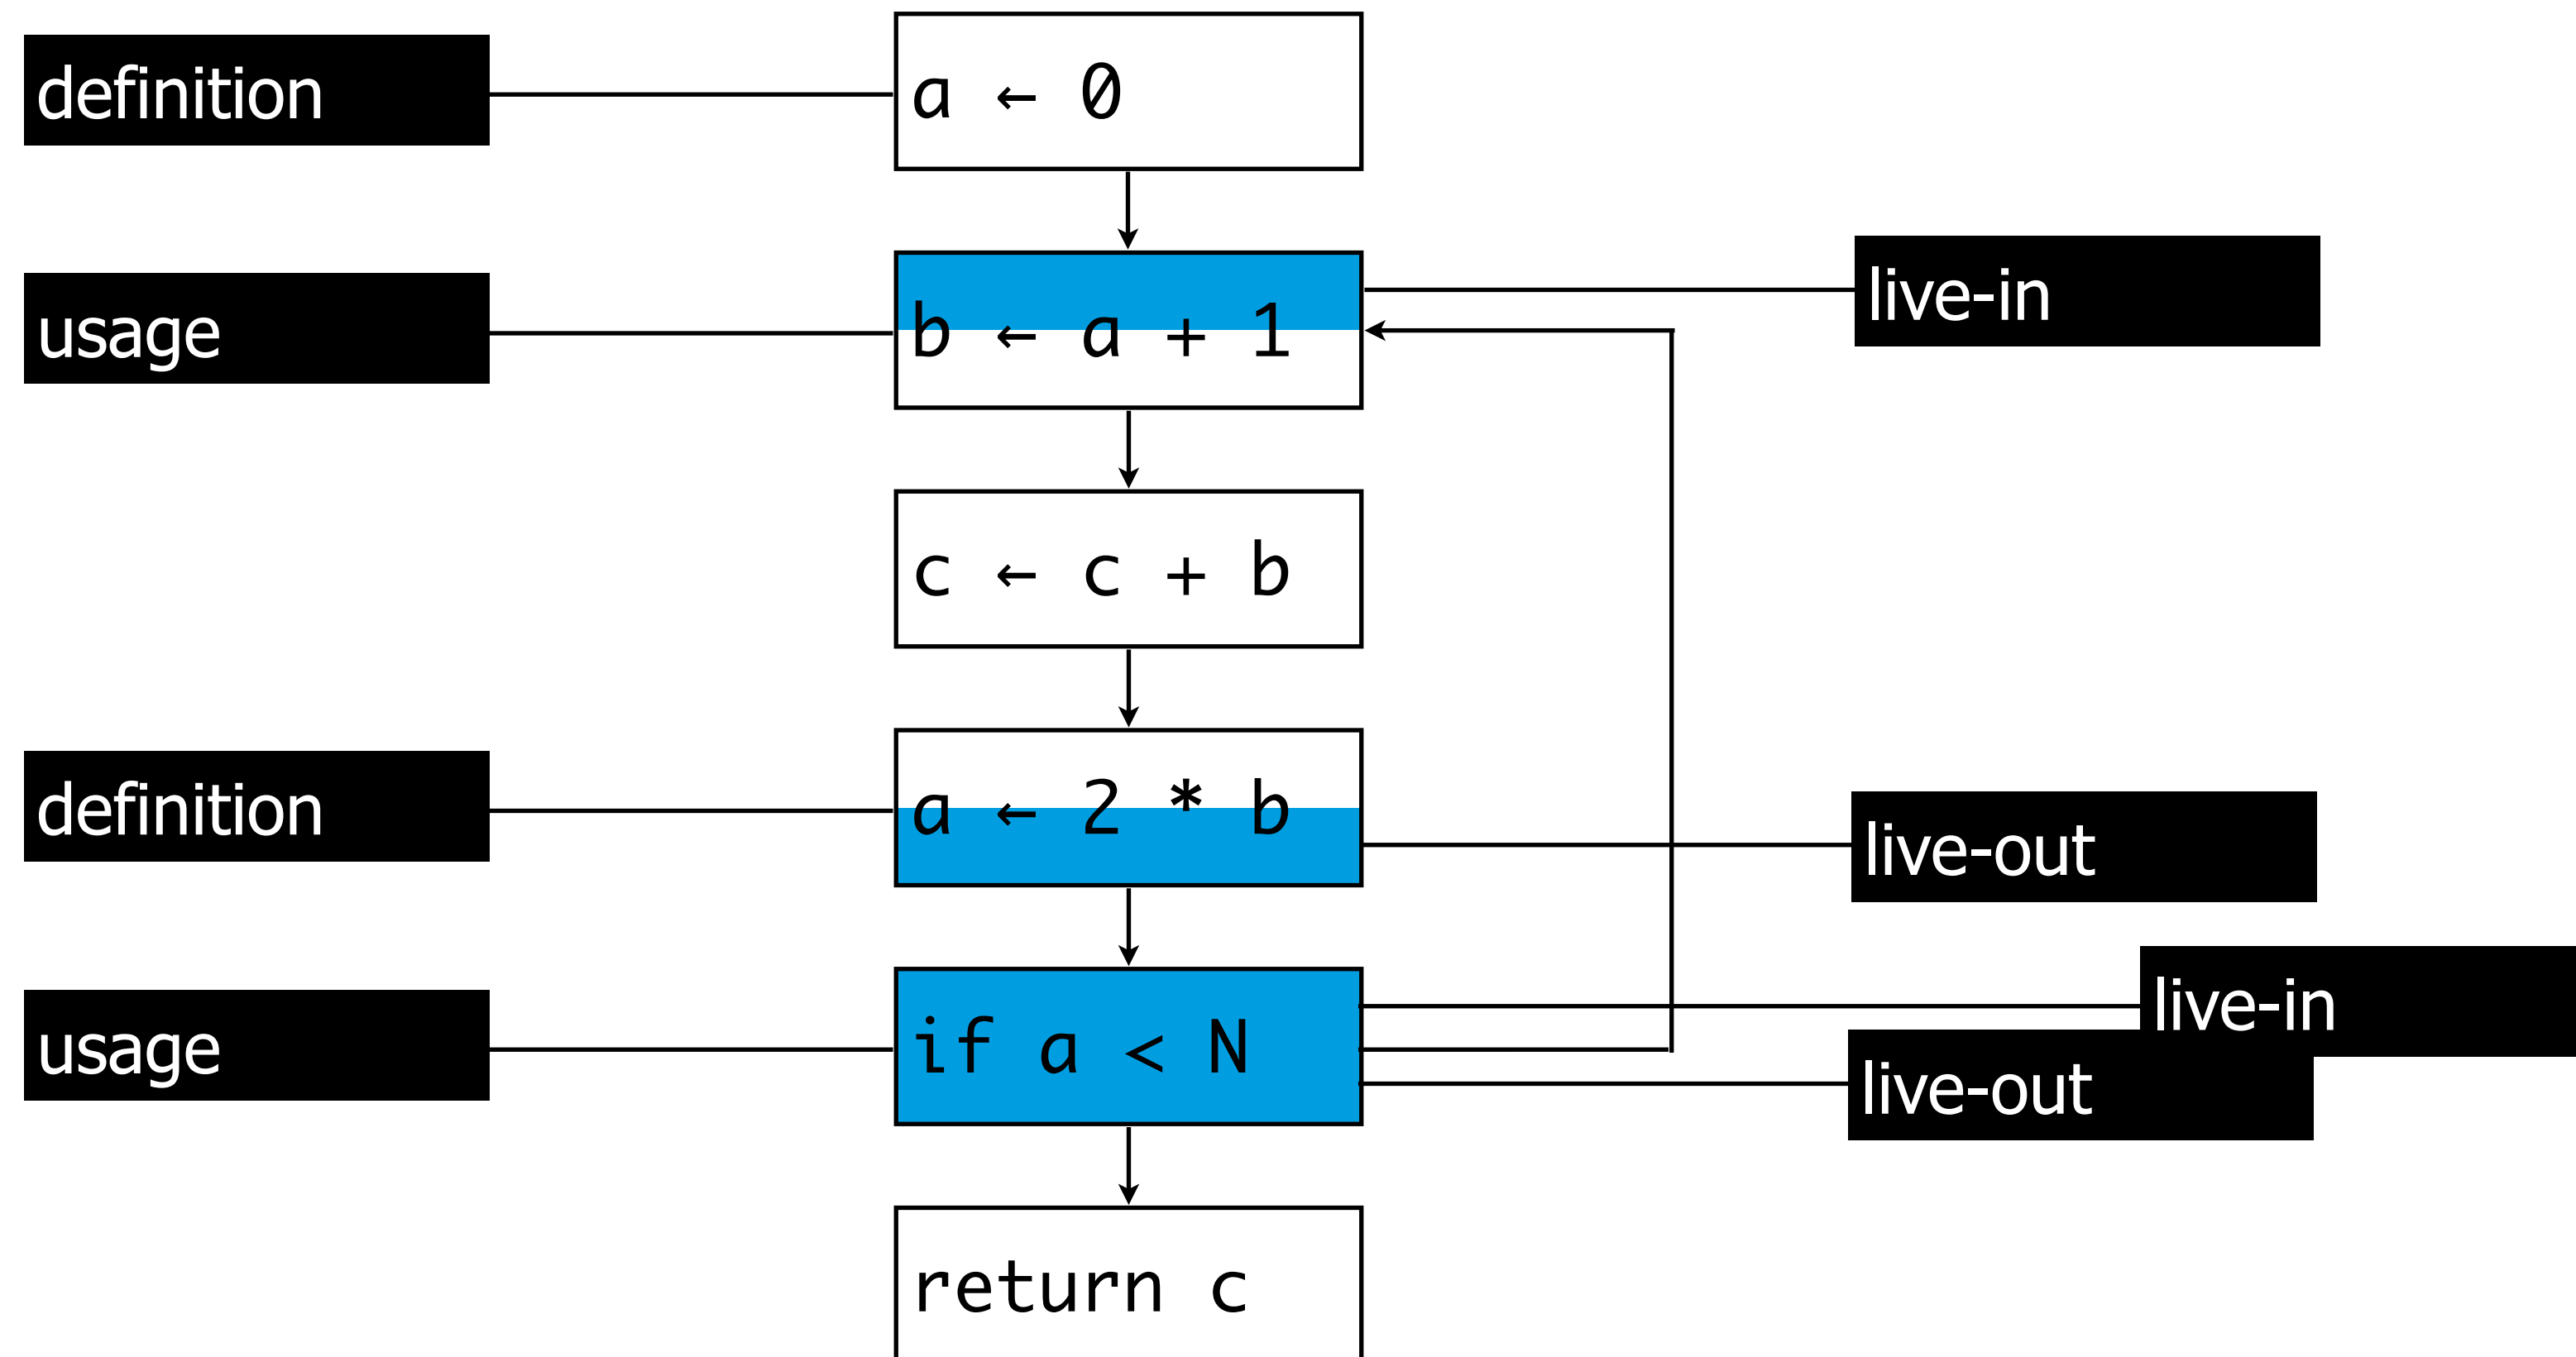 definition
a ← 0
live-in
usage
b ← a + 1
c ← c + b
definition
a ← 2 * b
live-out
live-in
usage
if a < N
live-out
return c